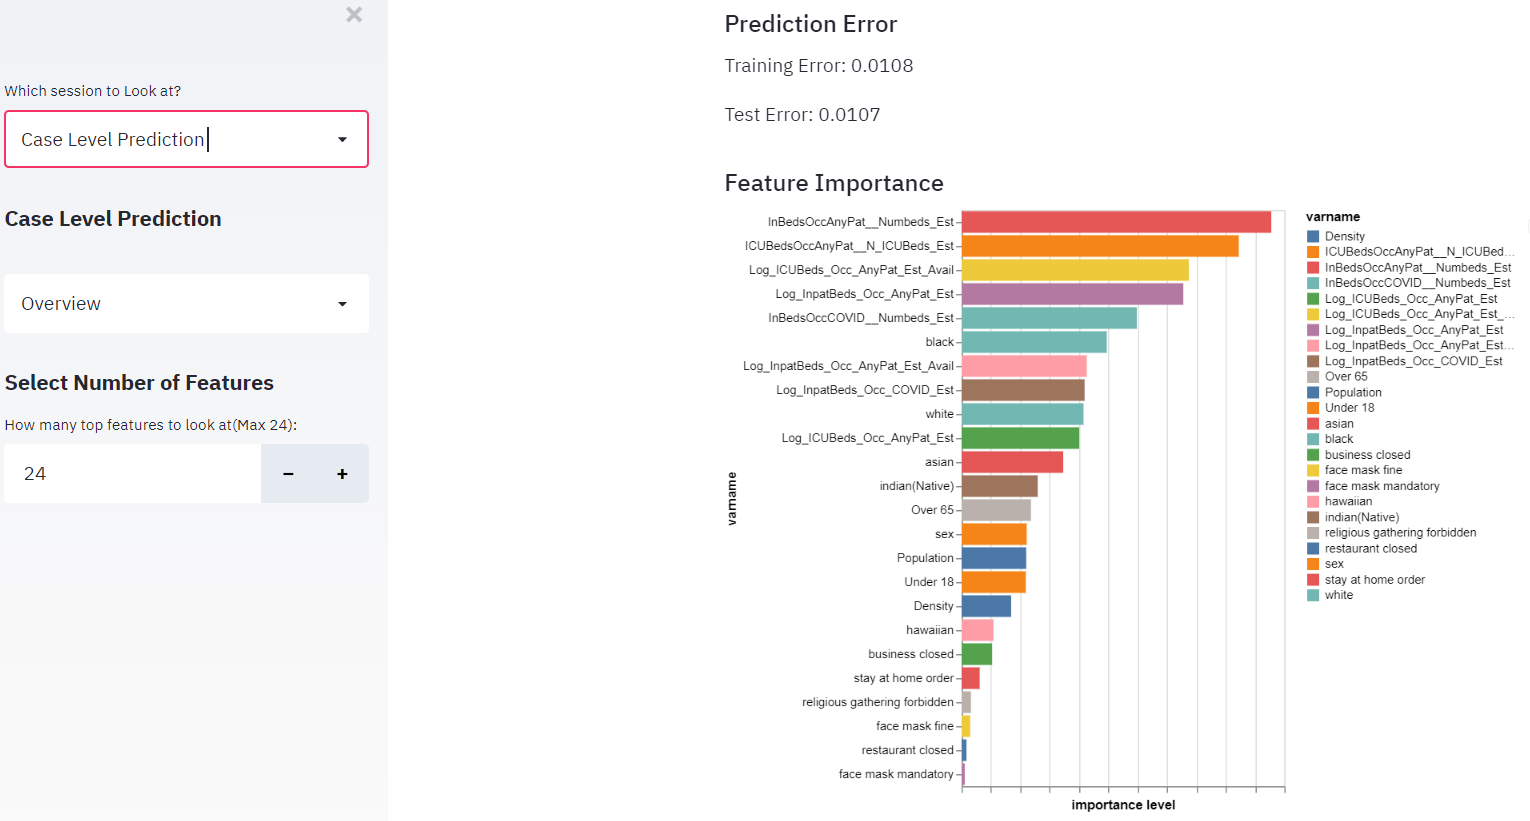 ×
Which session to Look at?
Case Level Prediction
Case Level Prediction
Overview
Select Number of Features
How many top features to look at(Max 24):
24
− +
Prediction Error
Training Error: 0.0108
Test Error: 0.0107
Feature Importance
InBedsOccAnyPat__Numbeds_Est
ICUBedsOccAnyPat__N_ICUBeds_Est
Log_ICUBeds_Occ_AnyPat_Est_Avail
Log_InpatBeds_Occ_AnyPat_Est
InBedsOccCOVID__Numbeds_Est
black
Log_InpatBeds_Occ_AnyPat_Est_Avail
Log_InpatBeds_Occ_COVID_Est
white
Log_ICUBeds_Occ_AnyPat_Est
asian
indian(Native)
Over 65
sex
Population
Under 18
Density
hawaiian
business closed
stay at home order
religious gathering forbidden
face mask fine
restaurant closed
face mask mandatory
varname
importance level
varname
Density
ICUBedsOccAnyPat__N_ICUBed…
InBedsOccAnyPat__Numbeds_Est
InBedsOccCOVID__Numbeds_Est
Log_ICUBeds_Occ_AnyPat_Est
Log_ICUBeds_Occ_AnyPat_Est_…
Log_InpatBeds_Occ_AnyPat_Est
Log_InpatBeds_Occ_AnyPat_Est…
Log_InpatBeds_Occ_COVID_Est
Over 65
Population
Under 18
asian
black
business closed
face mask fine
face mask mandatory
hawaiian
indian(Native)
religious gathering forbidden
restaurant closed
sex
stay at home order
white